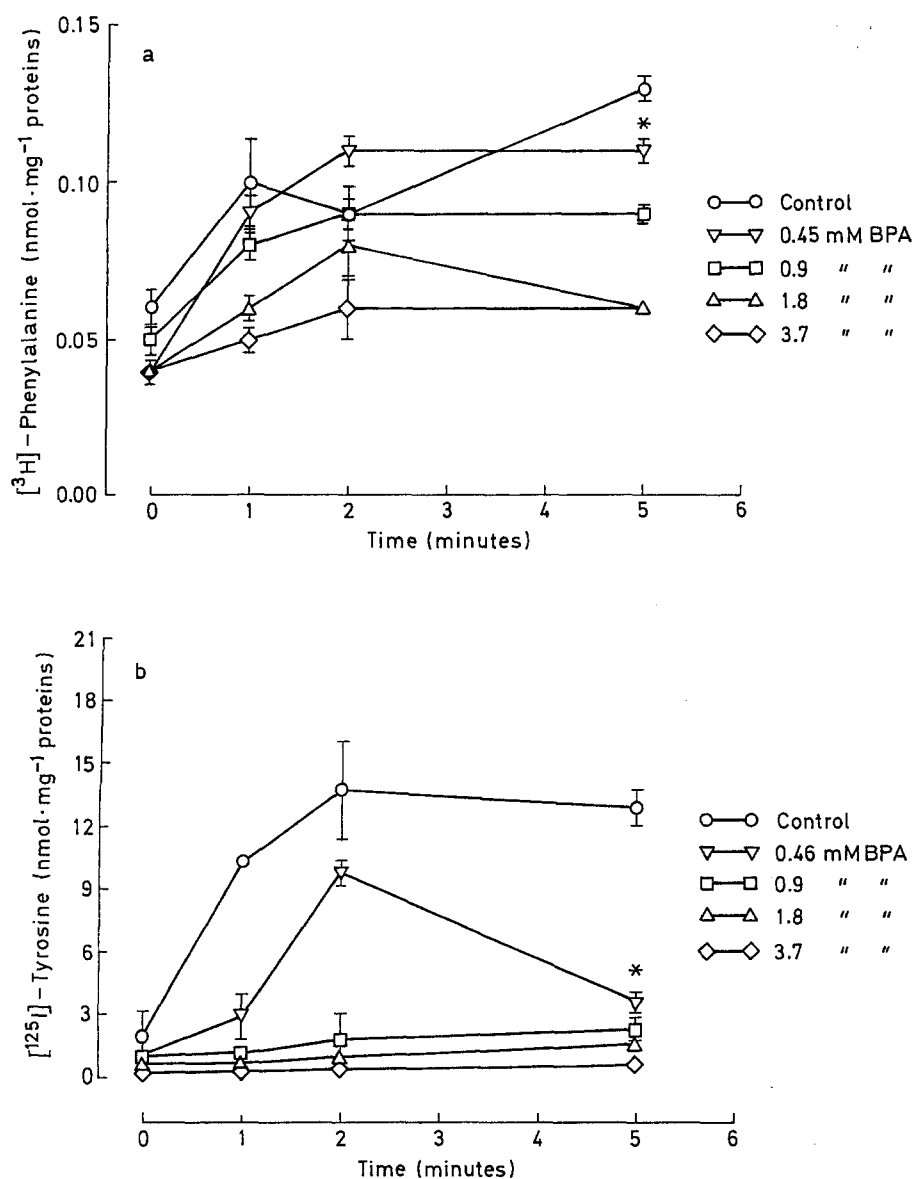 a
0.15
0.10
0.05
0.00
[³H]–Phenylalanine (nmol·mg⁻¹ proteins)
0 1 2 3 4 5 6
Time (minutes)
*
Control
0.45 mM BPA
0.9 " "
1.8 " "
3.7 " "
b
21
18
15
12
9
6
3
0
[¹²⁵I]–Tyrosine (nmol·mg⁻¹ proteins)
0 1 2 3 4 5 6
Time (minutes)
*
Control
0.46 mM BPA
0.9 " "
1.8 " "
3.7 " "